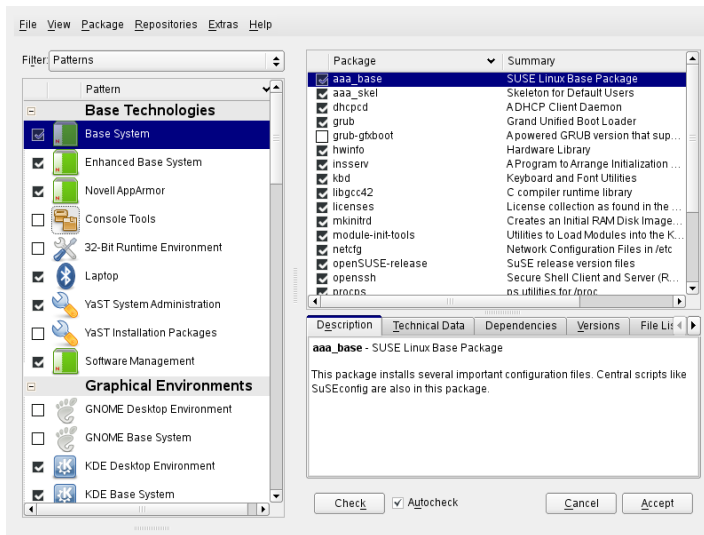 File View Package Repositories Extras Help
Filter: Patterns
Pattern
Base Technologies
Base System
Enhanced Base System
Novell AppArmor
Console Tools
32-Bit Runtime Environment
Laptop
YaST System Administration
YaST Installation Packages
Software Management
Graphical Environments
GNOME Desktop Environment
GNOME Base System
KDE Desktop Environment
KDE Base System
Package Summary
aaa_base SUSE Linux Base Package
aaa_skel Skeleton for Default Users
dhcpcd A DHCP Client Daemon
grub Grand Unified Boot Loader
grub-gfxboot A powered GRUB version that sup...
hwinfo Hardware Library
insserv A Program to Arrange Initialization ...
kbd Keyboard and Font Utilities
libgcc42 C compiler runtime library
licenses License collection as found in the ...
mkinitrd Creates an Initial RAM Disk Image...
module-init-tools Utilities to Load Modules into the K...
netcfg Network Configuration Files in /etc
openSUSE-release SuSE release version files
openssh Secure Shell Client and Server (R...
procps ps utilities for /proc
Description Technical Data Dependencies Versions File Lis
aaa_base - SUSE Linux Base Package
This package installs several important configuration files. Central scripts like
SuSEconfig are also in this package.
Check Autocheck Cancel Accept